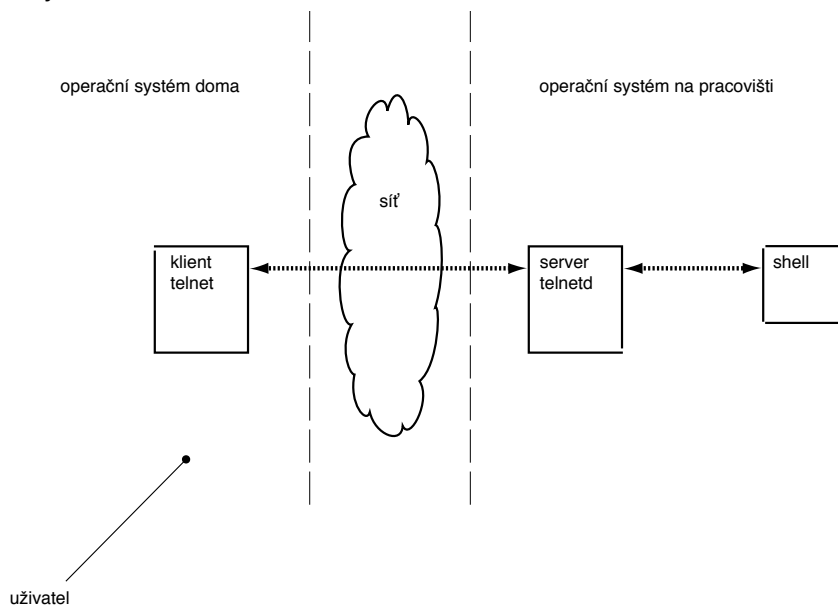 operační systém doma
operační systém na pracovišti
síť
klient
telnet
server
telnetd
shell
uživatel